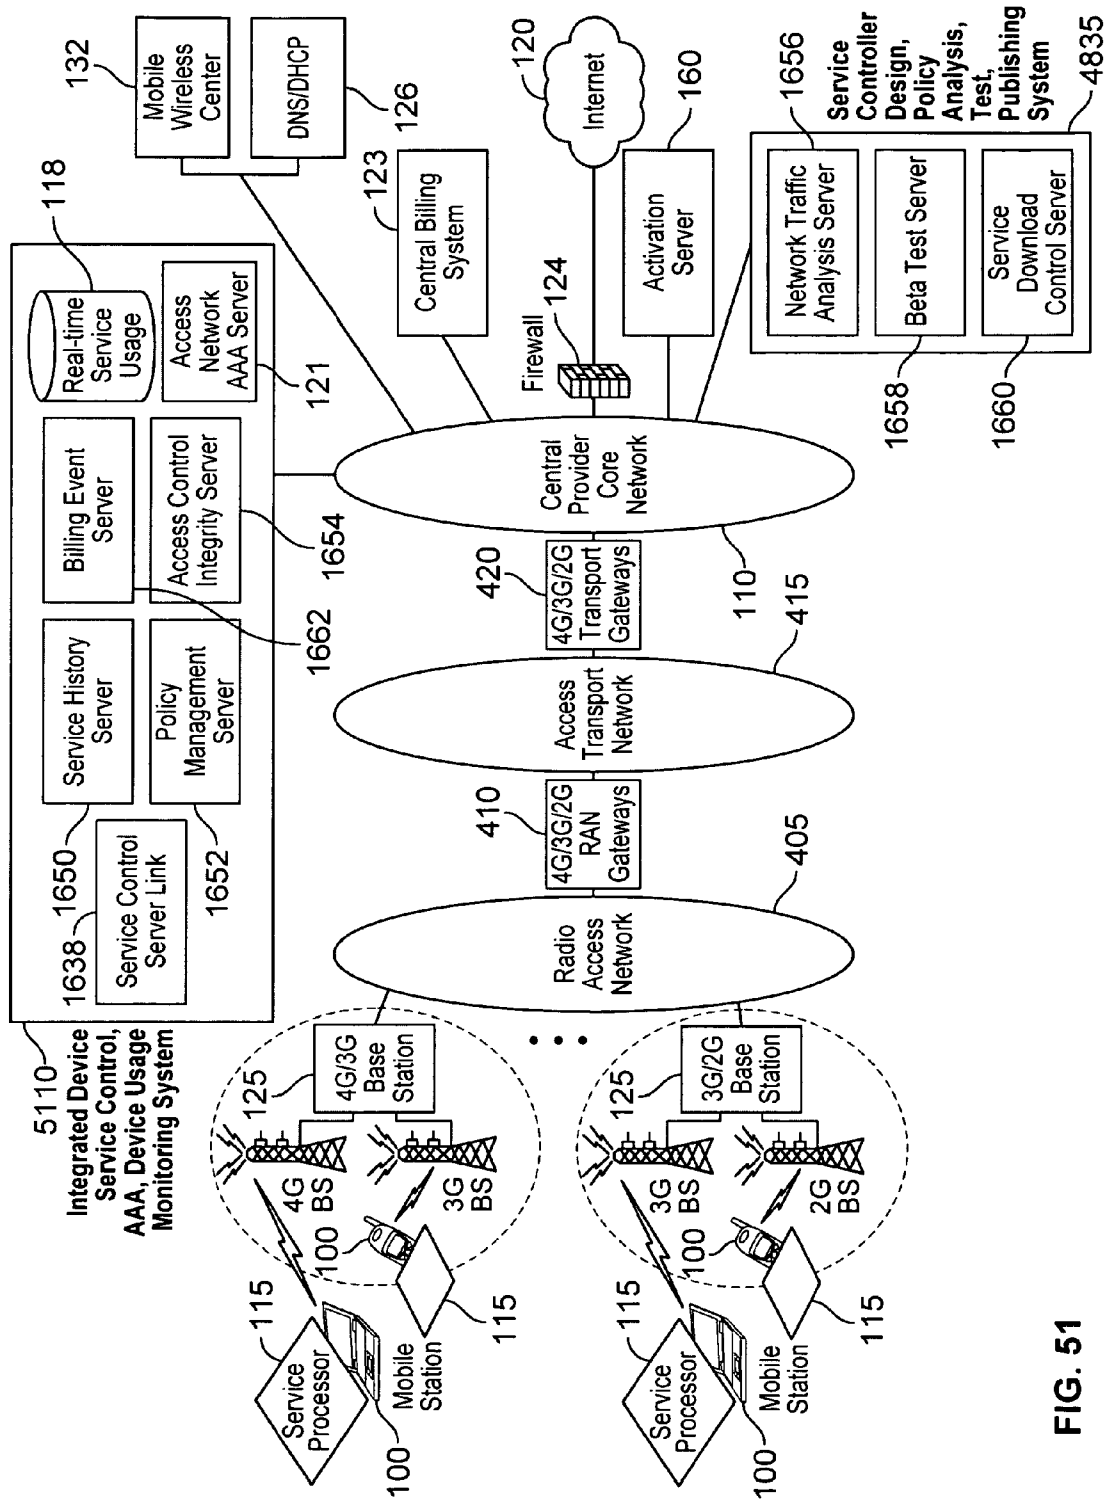 5110
Integrated Device
Service Control,
AAA, Device Usage
Monitoring System
1638
Service Control
Server Link
1650
Service History
Server
1652
Policy
Management
Server
1662
Billing Event
Server
1654
Access Control
Integrity Server
118
Real-time
Service
Usage
121
Access
Network
AAA Server
132
Mobile
Wireless
Center
DNS/DHCP
126
123
Central Billing
System
120
Internet
Firewall
124
160
Activation
Server
1656
Network Traffic
Analysis Server
1658
Beta Test Server
1660
Service
Download
Control Server
Service
Controller
Design,
Policy
Analysis,
Test,
Publishing
System
4835
Central
Provider
Core
Network
110
420
4G/3G/2G
Transport
Gateways
415
Access
Transport
Network
410
4G/3G/2G
RAN
Gateways
405
Radio
Access
Network
125
4G/3G
Base
Station
4G
BS
3G
BS
100
115
115
Service
Processor
Mobile
Station
100
125
3G/2G
Base
Station
3G
BS
2G
BS
100
115
115
Service
Processor
Mobile
Station
100
FIG. 51